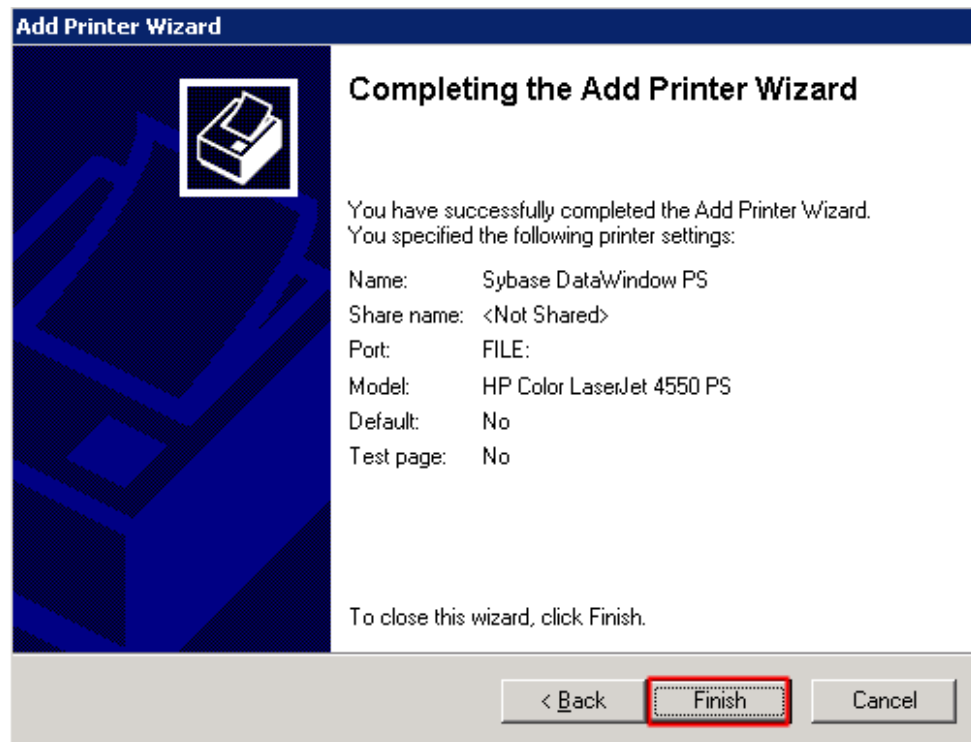 Add Printer Wizard
Completing the Add Printer Wizard
You have successfully completed the Add Printer Wizard.
You specified the following printer settings:
Name: Sybase DataWindow PS
Share name: <Not Shared>
Port: FILE:
Model: HP Color LaserJet 4550 PS
Default: No
Test page: No
To close this wizard, click Finish.
< Back Finish Cancel